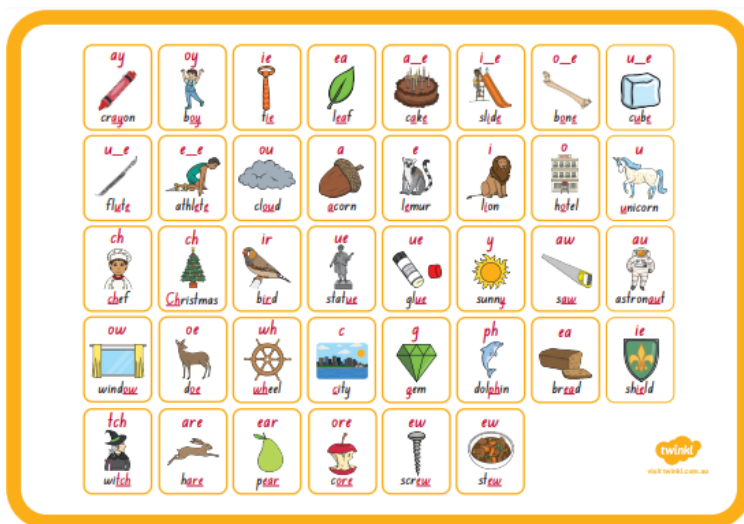 ay oy ie ea a_e i_e o_e u_e
crayon boy tie leaf cake slide bone cube
u_e e_e ou a e i o u
flute athlete cloud acorn lemur lion hotel unicorn
ch ch ir ue ue y aw au
chef Christmas bird statue glue sunny saw astronaut
ow oe wh c g ph ea ie
window doe wheel city gem dolphin bread shield
tch are ear ore ew ew
witch hare pear core screw stew
twinkl
visit twinkl.com.au